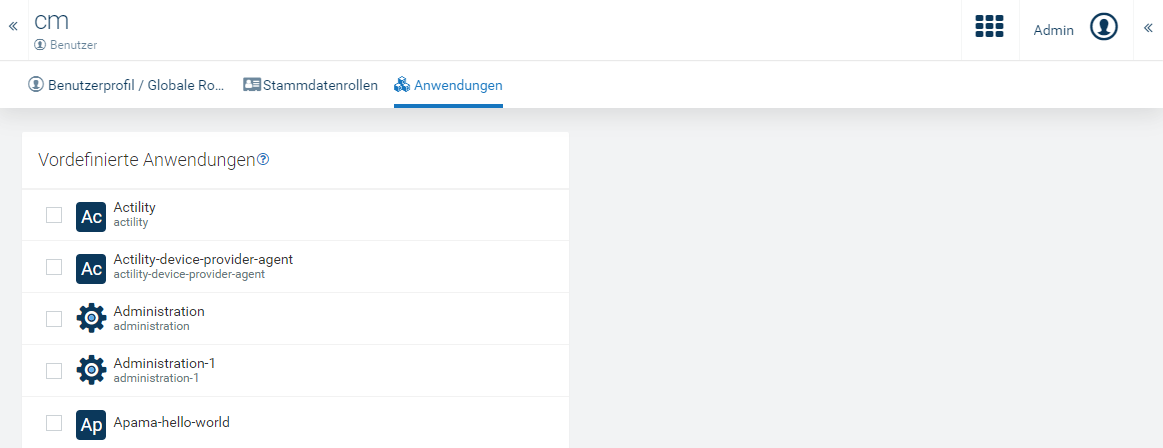 cm
Benutzer
Admin
Benutzerprofil / Globale Ro...
Stammdatenrollen
Anwendungen
Vordefinierte Anwendungen
Ac
Actility
actility
Ac
Actility-device-provider-agent
actility-device-provider-agent
Administration
administration
Administration-1
administration-1
Ap
Apama-hello-world